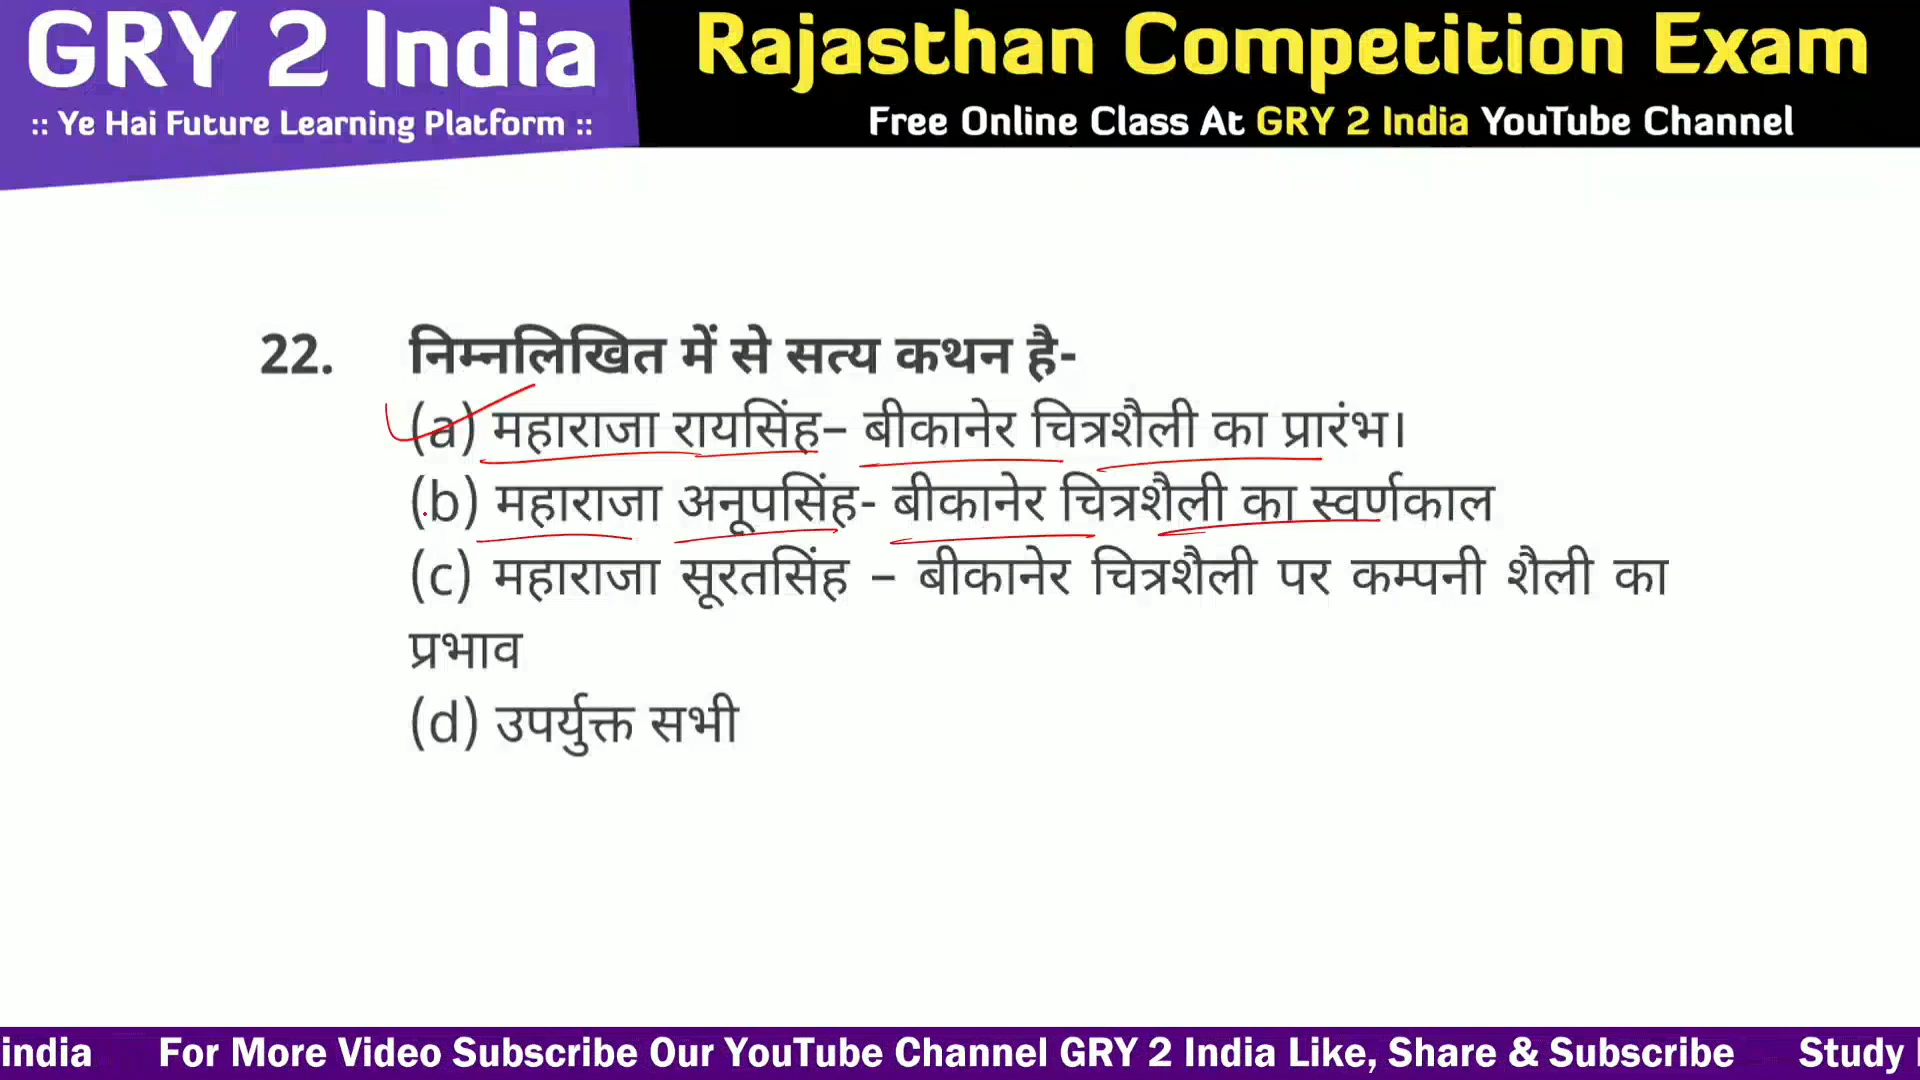 GRY 2 India
:: Ye Hai Future Learning Platform ::
Rajasthan Competition Exam
Free Online Class At GRY 2 India YouTube Channel
22. निम्नलिखित में से सत्य कथन है-
(a) महाराजा रायसिंह– बीकानेर चित्रशैली का प्रारंभ।
(b) महाराजा अनूपसिंह- बीकानेर चित्रशैली का स्वर्णकाल
(c) महाराजा सूरतसिंह – बीकानेर चित्रशैली पर कम्पनी शैली का
प्रभाव
(d) उपर्युक्त सभी
india For More Video Subscribe Our YouTube Channel GRY 2 India Like, Share & Subscribe Study